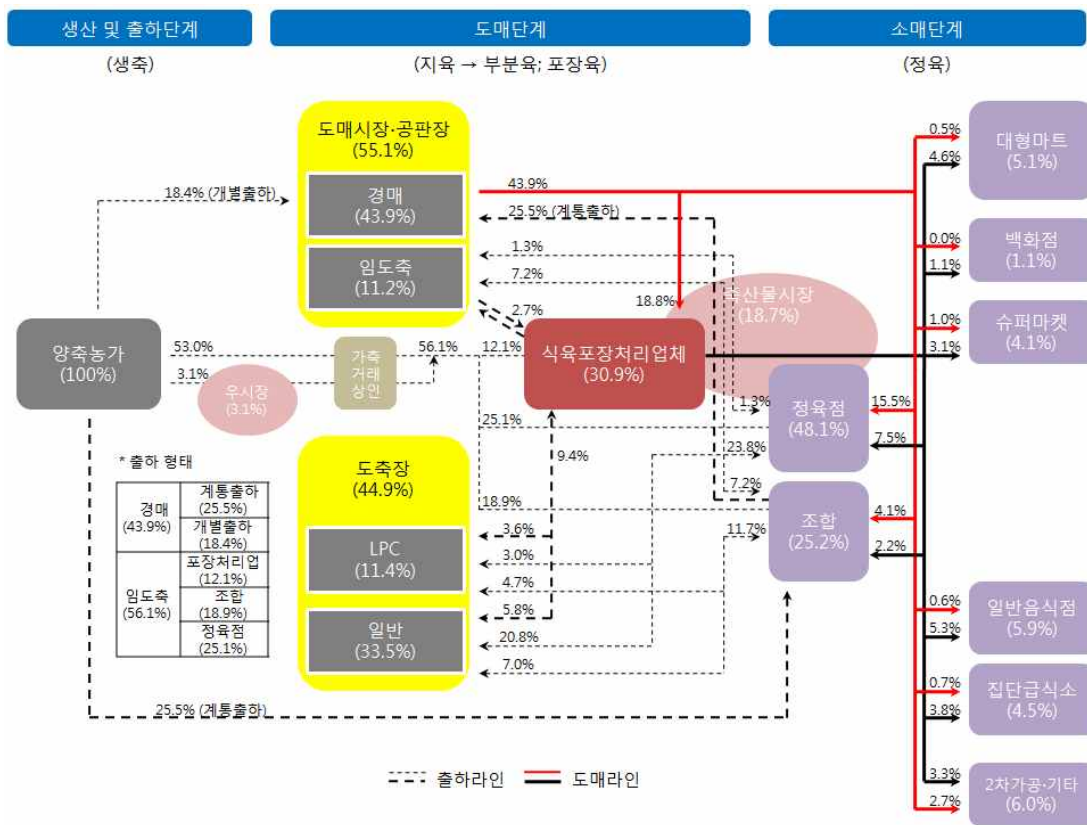 생산 및 출하단계
(생축)
도매단계
(지육 → 부분육; 포장육)
소매단계
(정육)
도매시장·공판장
(55.1%)
경매
(43.9%)
임도축
(11.2%)
18.4% (개별출하)
43.9%
25.5% (계통출하)
1.3%
7.2%
2.7%
18.8%
축산물시장
(18.7%)
양축농가
(100%)
53.0%
3.1%
우시장
(3.1%)
가축
거래
상인
56.1%
12.1%
식육포장처리업체
(30.9%)
25.1%
18.9%
9.4%
1.3%
23.8%
7.2%
11.7%
도축장
(44.9%)
LPC
(11.4%)
일반
(33.5%)
3.6%
3.0%
4.7%
5.8%
20.8%
7.0%
* 출하 형태
경매
(43.9%)
계통출하
(25.5%)
개별출하
(18.4%)
임도축
(56.1%)
포장처리업
(12.1%)
조합
(18.9%)
정육점
(25.1%)
25.5% (계통출하)
정육점
(48.1%)
15.5%
7.5%
조합
(25.2%)
4.1%
2.2%
0.5%
4.6%
대형마트
(5.1%)
0.0%
1.1%
백화점
(1.1%)
1.0%
3.1%
슈퍼마켓
(4.1%)
0.6%
5.3%
일반음식점
(5.9%)
0.7%
3.8%
집단급식소
(4.5%)
3.3%
2.7%
2차가공·기타
(6.0%)
출하라인
도매라인